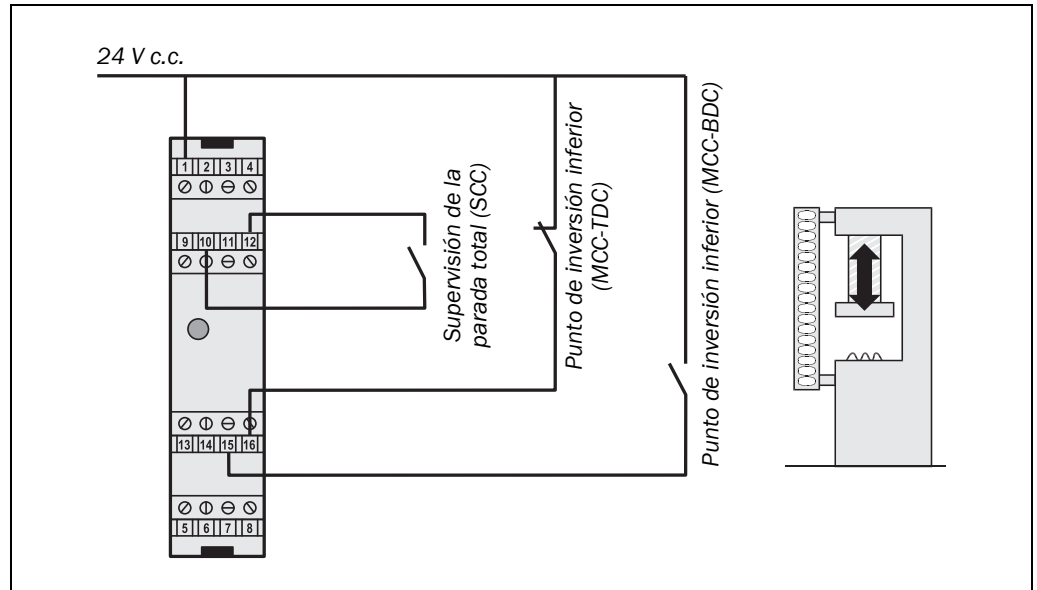 24 V c.c.
1 2 3 4
9 10 11 12
13 14 15 16
5 6 7 8
Supervisión de la
parada total (SCC)
Punto de inversión inferior
(MCC-TDC)
Punto de inversión inferior (MCC-BDC)